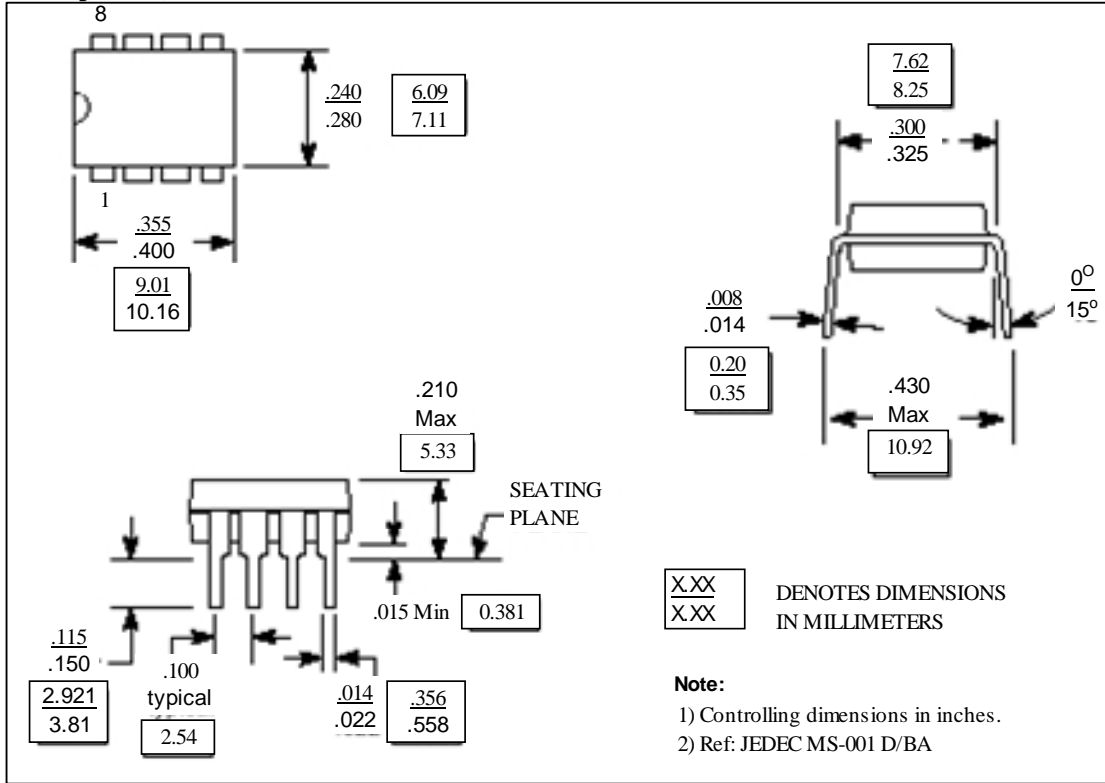 8
.240
.280
6.09
7.11
1
.355
.400
9.01
10.16
7.62
8.25
.300
.325
.008
.014
0.20
0.35
0°
15°
.430
Max
10.92
.210
Max
5.33
SEATING
PLANE
.015 Min
0.381
.115
.150
2.921
3.81
.100
typical
2.54
.014
.022
.356
.558
X.XX
X.XX
DENOTES DIMENSIONS
IN MILLIMETERS
Note:
1) Controlling dimensions in inches.
2) Ref: JEDEC MS-001 D/BA